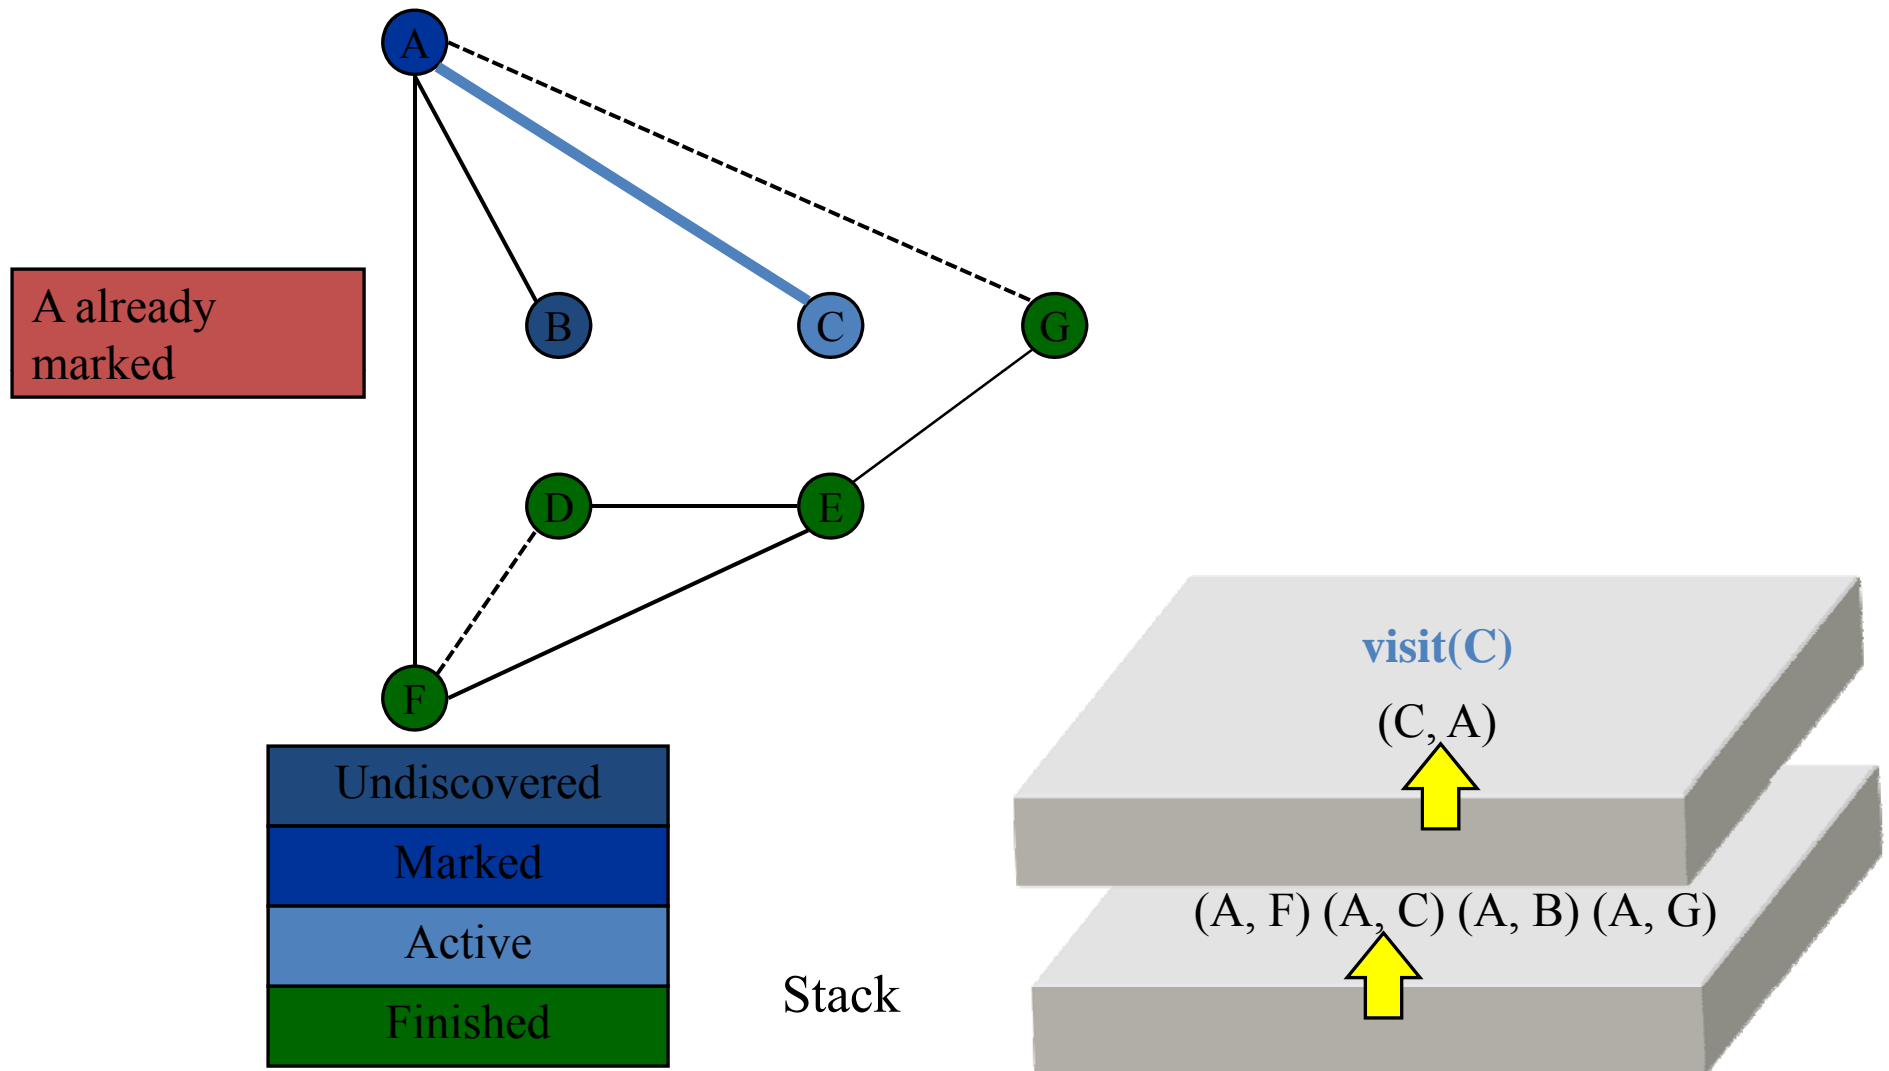 A
A already
marked
B
C
G
D
E
F
visit(C)
(C, A)
Undiscovered
Marked
Active
Finished
(A, F) (A, C) (A, B) (A, G)
Stack